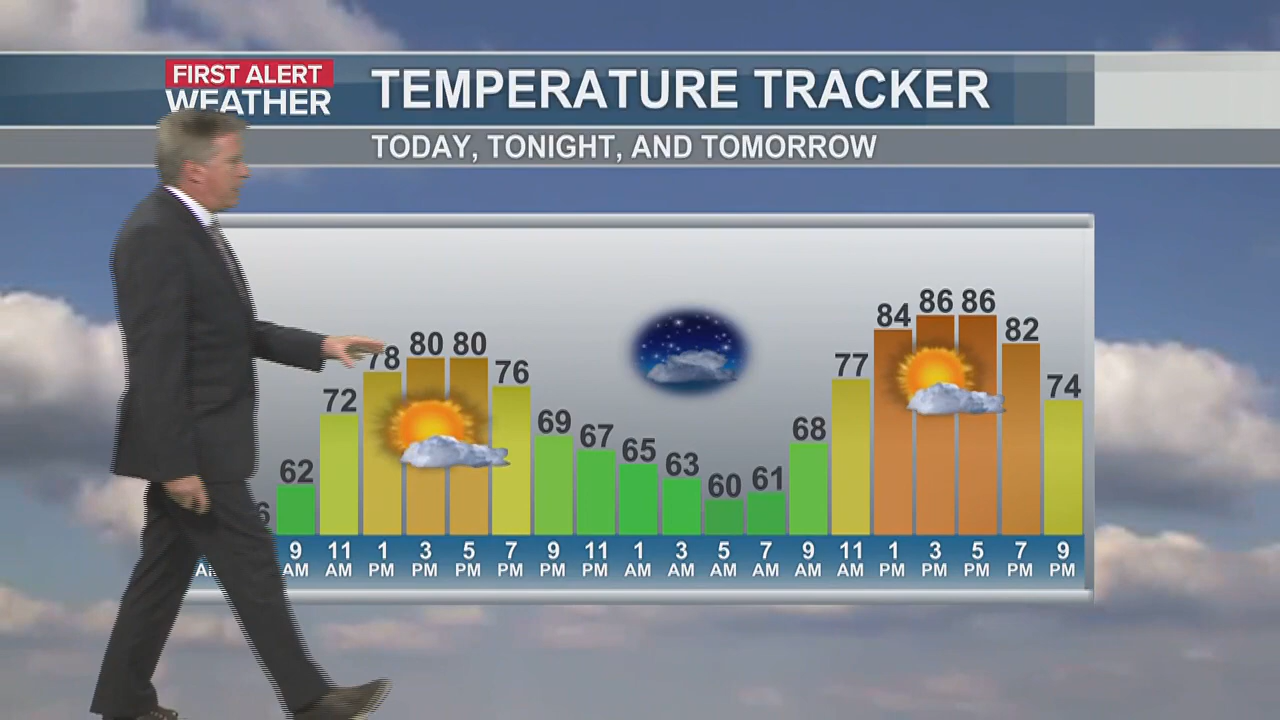 FIRST ALERT
WEATHER
TEMPERATURE TRACKER
TODAY, TONIGHT, AND TOMORROW
62 72 78 80 80 76 69 67 65 63 60 61 68 77 84 86 86 82 74
9 11 1 3 5 7 9 11 1 3 5 7 9 11 1 3 5 7 9
AM AM PM PM PM PM PM PM AM AM AM AM AM AM PM PM PM PM PM